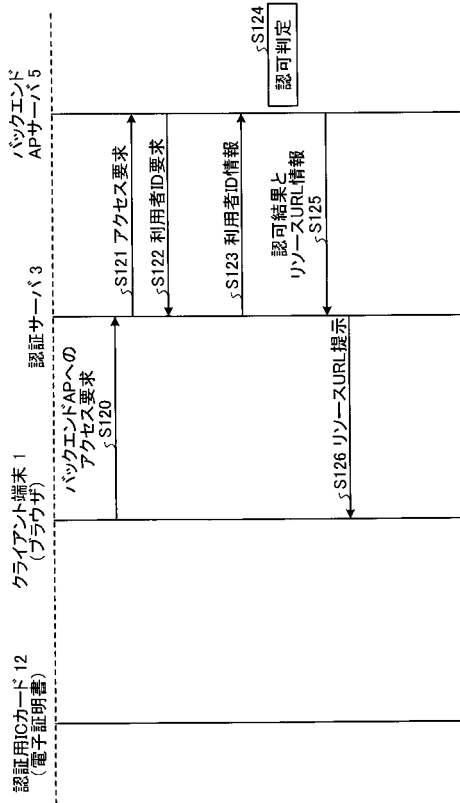 認証用ICカード 12
(電子証明書)
クライアント端末 1
(ブラウザ)
認証サーバ 3
バックエンド
APサーバ 5
バックエンドAPへの
アクセス要求
S120
S121 アクセス要求
S122 利用者ID要求
S123 利用者ID情報
S124
認可判定
認可結果と
リソースURL情報
S125
S126 リソースURL提示